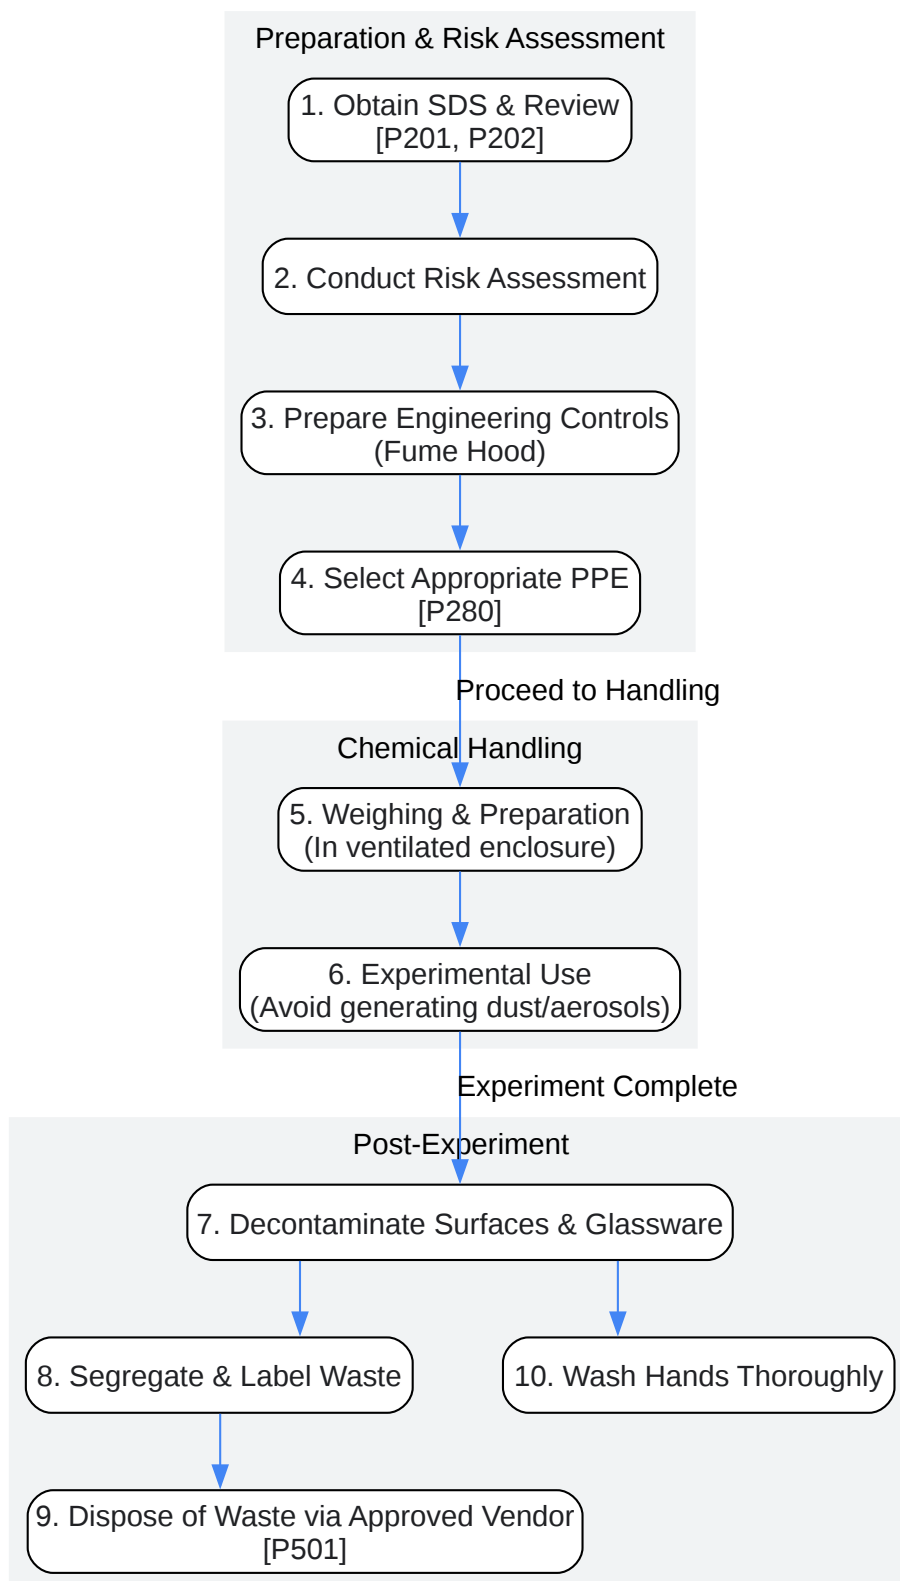 Preparation & Risk Assessment
1. Obtain SDS & Review
[P201, P202]
2. Conduct Risk Assessment
3. Prepare Engineering Controls
(Fume Hood)
4. Select Appropriate PPE
[P280]
Proceed to Handling
Chemical Handling
5. Weighing & Preparation
(In ventilated enclosure)
6. Experimental Use
(Avoid generating dust/aerosols)
Experiment Complete
Post-Experiment
7. Decontaminate Surfaces & Glassware
8. Segregate & Label Waste
10. Wash Hands Thoroughly
9. Dispose of Waste via Approved Vendor
[P501]